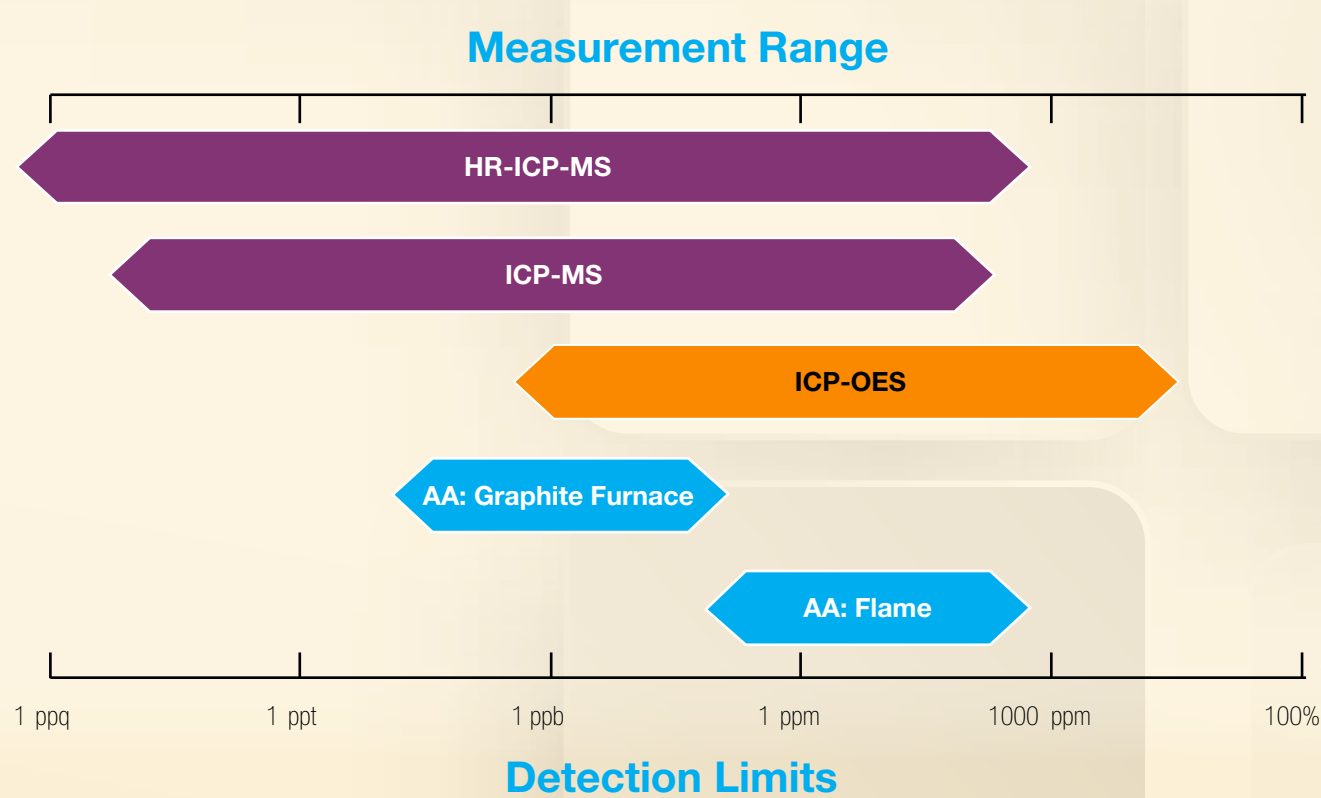 Measurement Range
HR-ICP-MS
ICP-MS
ICP-OES
AA: Graphite Furnace
AA: Flame
1 ppq 1 ppt 1 ppb 1 ppm 1000 ppm 100%
Detection Limits